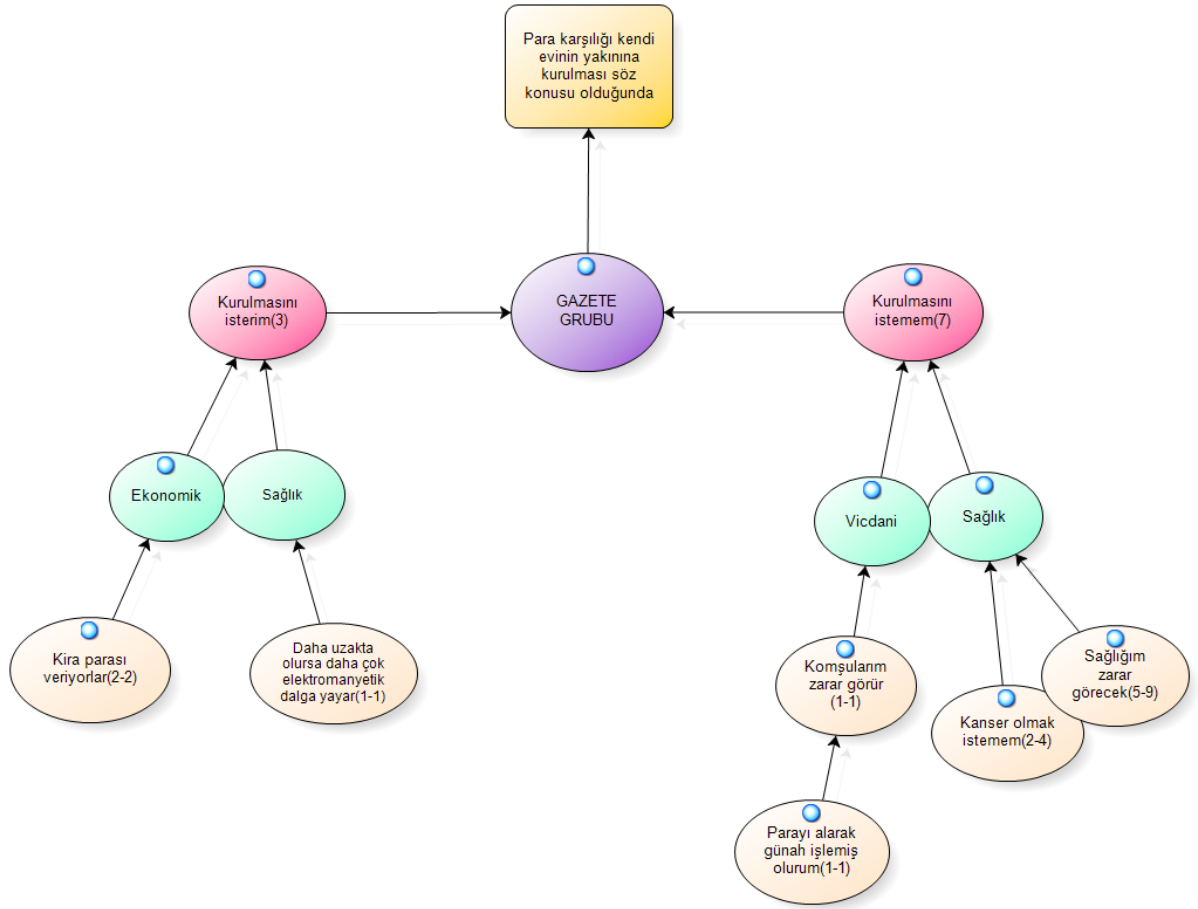 Para karşılığı kendi
evinin yakınına
kurulması söz
konusu olduğunda
GAZETE
GRUBU
Kurulmasını
isterim(3)
Kurulmasını
istemem(7)
Ekonomik
Sağlık
Vicdani
Sağlık
Kira parası
veriyorlar(2-2)
Daha uzakta
olursa daha çok
elektromanyetik
dalga yayar(1-1)
Komşularım
zarar görür
(1-1)
Sağlığım
zarar
görecek(5-9)
Kanser olmak
istemem(2-4)
Parayı alarak
günah işlemiş
olurum(1-1)